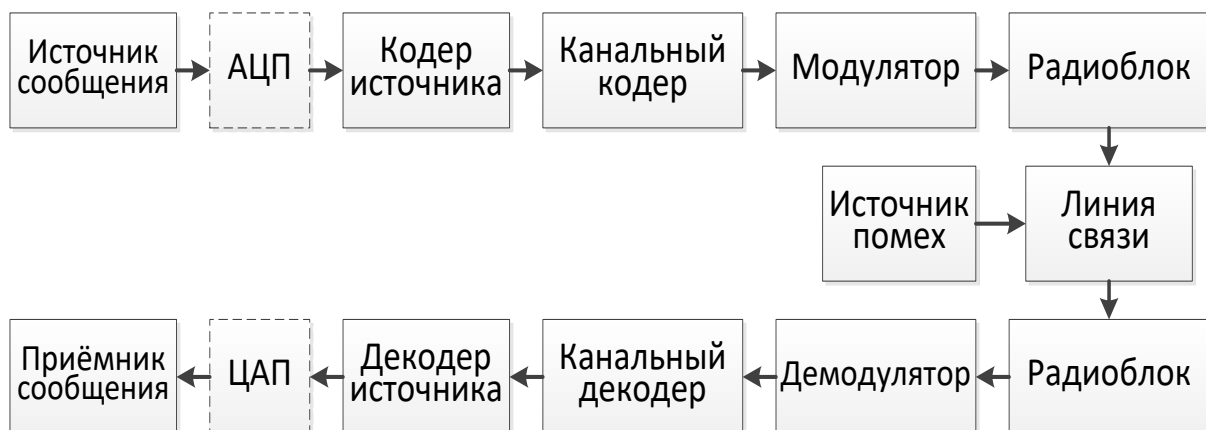 Источник
сообщения
АЦП
Кодер
источника
Канальный
кодер
Модулятор
Радиоблок
Источник
помех
Линия
связи
Приёмник
сообщения
ЦАП
Декодер
источника
Канальный
декодер
Демодулятор
Радиоблок